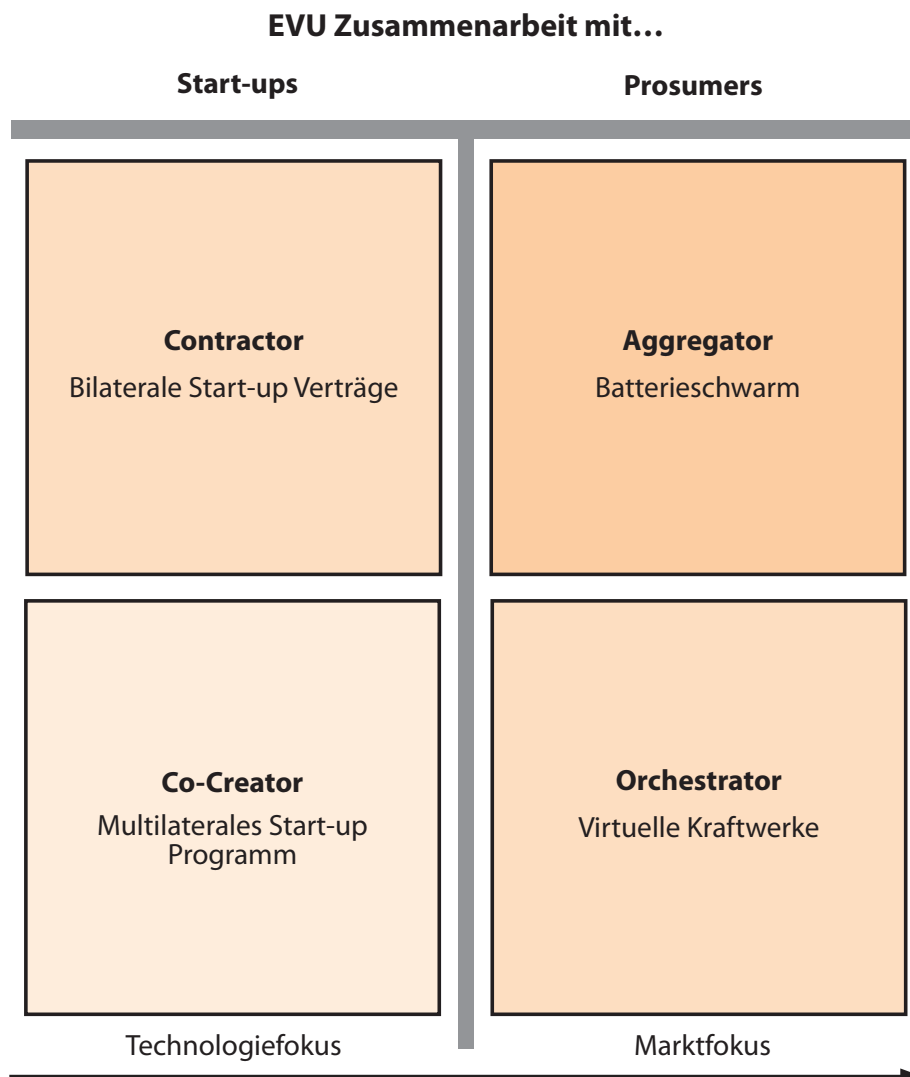 EVU Zusammenarbeit mit…
Start-ups
Prosumers
Contractor
Bilaterale Start-up Verträge
Aggregator
Batterieschwarm
Co-Creator
Multilaterales Start-up
Programm
Orchestrator
Virtuelle Kraftwerke
Technologiefokus
Marktfokus